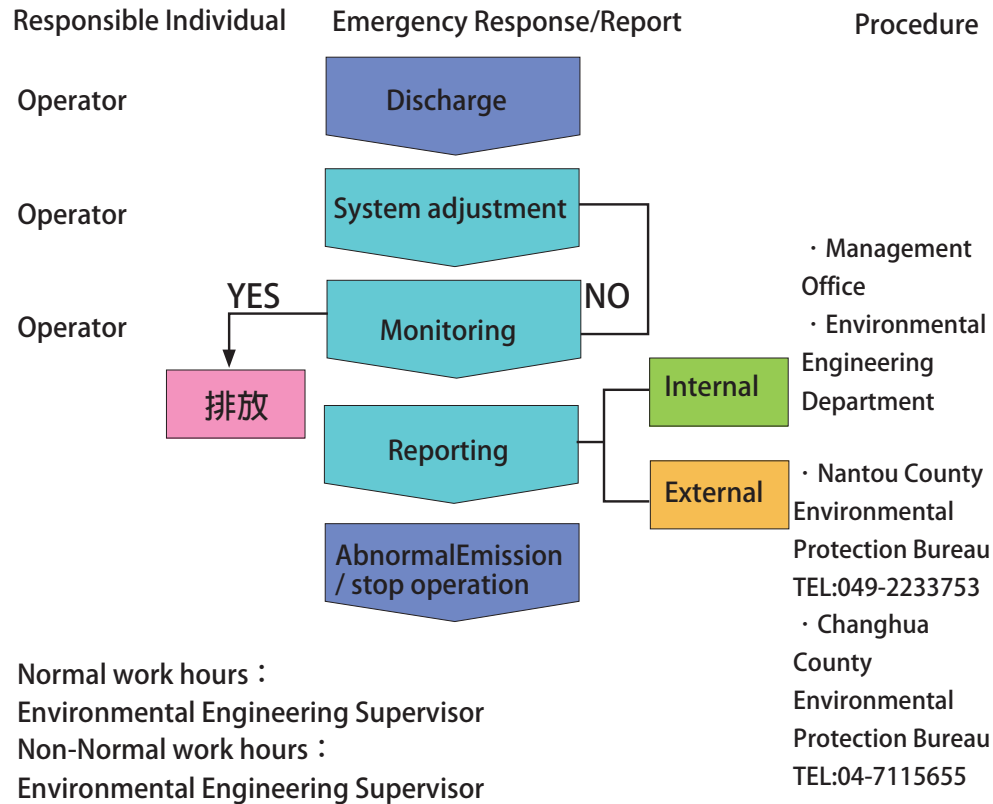 Responsible Individual
Emergency Response/Report
Procedure
Operator
Discharge
Operator
System adjustment
Operator
YES
Monitoring
NO
排放
Reporting
Internal
External
AbnormalEmission
/ stop operation
· Management
Office
· Environmental
Engineering
Department
· Nantou County
Environmental
Protection Bureau
TEL:049-2233753
· Changhua
County
Environmental
Protection Bureau
TEL:04-7115655
Normal work hours：
Environmental Engineering Supervisor
Non-Normal work hours：
Environmental Engineering Supervisor